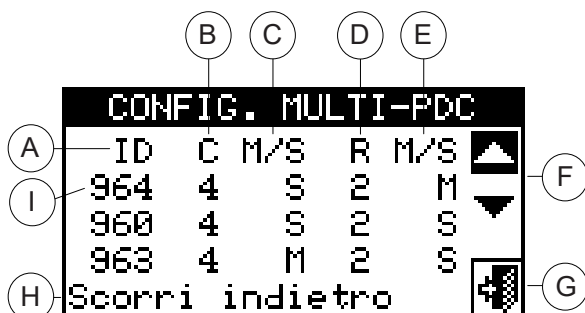 B C D E
CONFIG. MULTI-PDC
A ID C M/S R M/S
F
I 964 4 S 2 M
960 4 S 2 S
963 4 M 2 S
G
H Scorri indietro